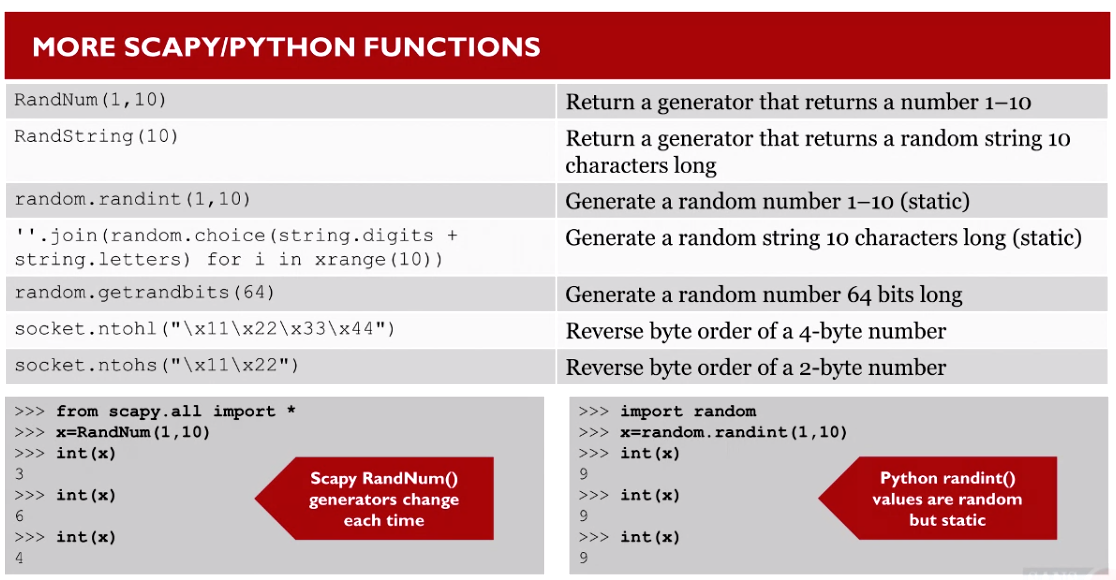 MORE SCAPY/PYTHON FUNCTIONS
RandNum(1,10)
Return a generator that returns a number 1–10
RandString(10)
Return a generator that returns a random string 10
characters long
random.randint(1,10)
Generate a random number 1–10 (static)
''.join(random.choice(string.digits +
string.letters) for i in xrange(10))
Generate a random string 10 characters long (static)
random.getrandbits(64)
Generate a random number 64 bits long
socket.ntohl("\x11\x22\x33\x44")
Reverse byte order of a 4-byte number
socket.ntohs("\x11\x22")
Reverse byte order of a 2-byte number
>>> from scapy.all import *
>>> x=RandNum(1,10)
>>> int(x)
3
>>> int(x)
6
>>> int(x)
4
Scapy RandNum()
generators change
each time
>>> import random
>>> x=random.randint(1,10)
>>> int(x)
9
>>> int(x)
9
>>> int(x)
9
Python randint()
values are random
but static